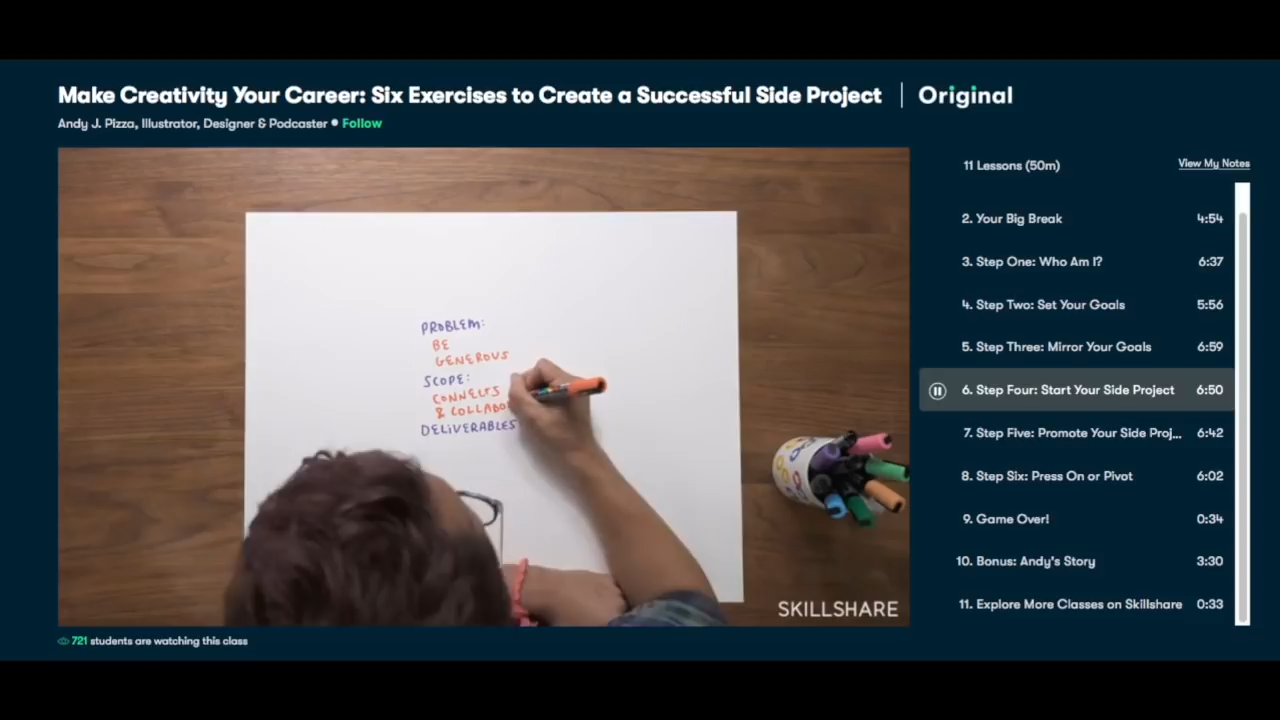 Make Creativity Your Career: Six Exercises to Create a Successful Side Project | Original
Andy J. Pizza, Illustrator, Designer & Podcaster • Follow
11 Lessons (50m)
View My Notes
2. Your Big Break 4:54
3. Step One: Who Am I? 6:37
4. Step Two: Set Your Goals 5:56
5. Step Three: Mirror Your Goals 6:59
6. Step Four: Start Your Side Project 6:50
7. Step Five: Promote Your Side Proj... 6:42
8. Step Six: Press On or Pivot 6:02
9. Game Over! 0:34
10. Bonus: Andy's Story 3:30
11. Explore More Classes on Skillshare 0:33
PROBLEM:
BE
GENEROUS
SCOPE:
CONNECTS
& COLLABO
DELIVERABLES
SKILLSHARE
721 students are watching this class